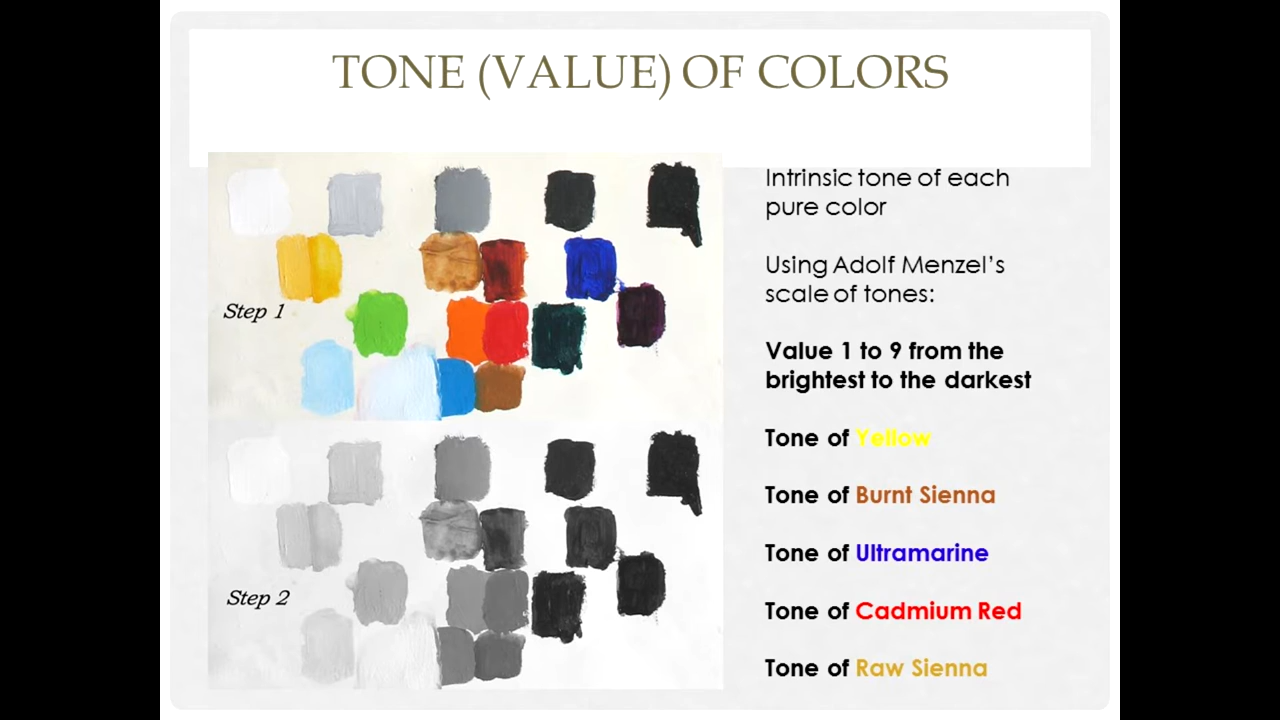 TONE (VALUE) OF COLORS
Intrinsic tone of each
pure color
Using Adolf Menzel's
scale of tones:
Step 1
Value 1 to 9 from the
brightest to the darkest
Tone of Yellow
Tone of Burnt Sienna
Tone of Ultramarine
Step 2
Tone of Cadmium Red
Tone of Raw Sienna